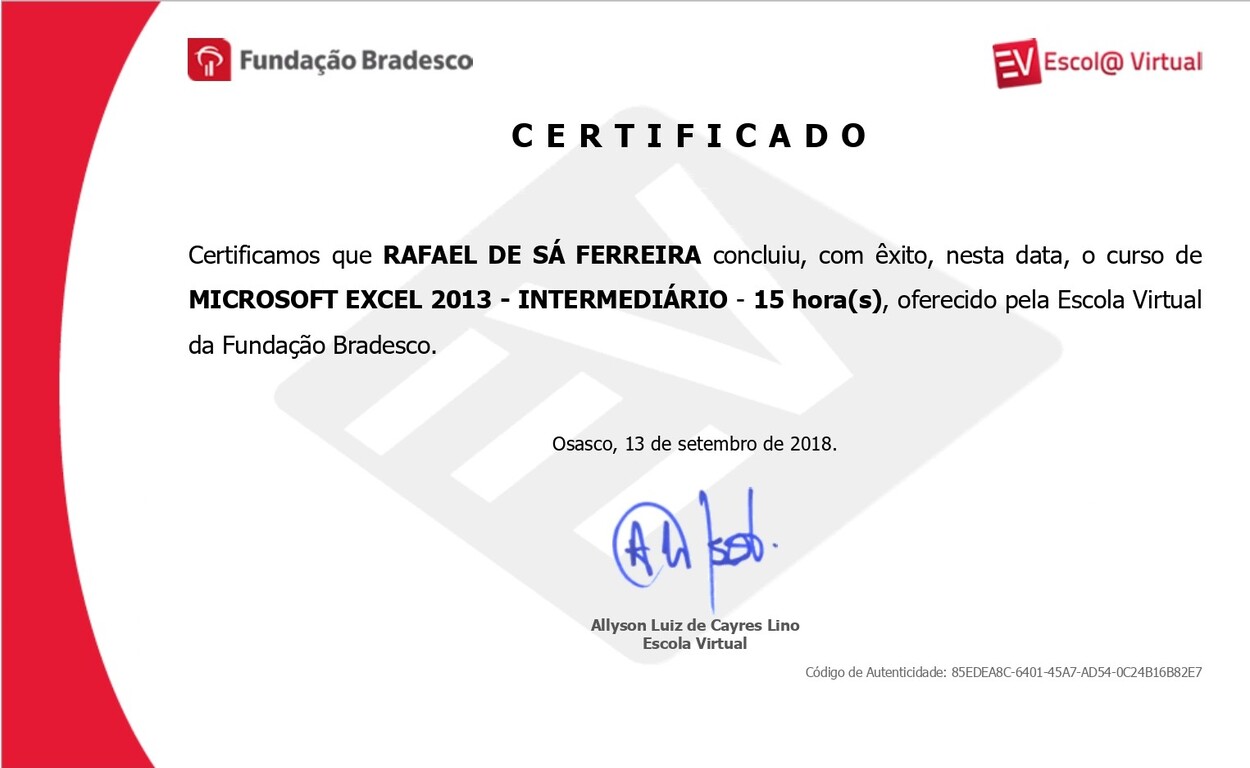 Fundação Bradesco
EV Escol@ Virtual
CERTIFICADO
Certificamos que RAFAEL DE SÁ FERREIRA concluiu, com êxito, nesta data, o curso de
MICROSOFT EXCEL 2013 - INTERMEDIÁRIO - 15 hora(s), oferecido pela Escola Virtual
da Fundação Bradesco.
Osasco, 13 de setembro de 2018.
Allyson Luiz de Cayres Lino
Escola Virtual
Código de Autenticidade: 85EDEA8C-6401-45A7-AD54-0C24B16B82E7